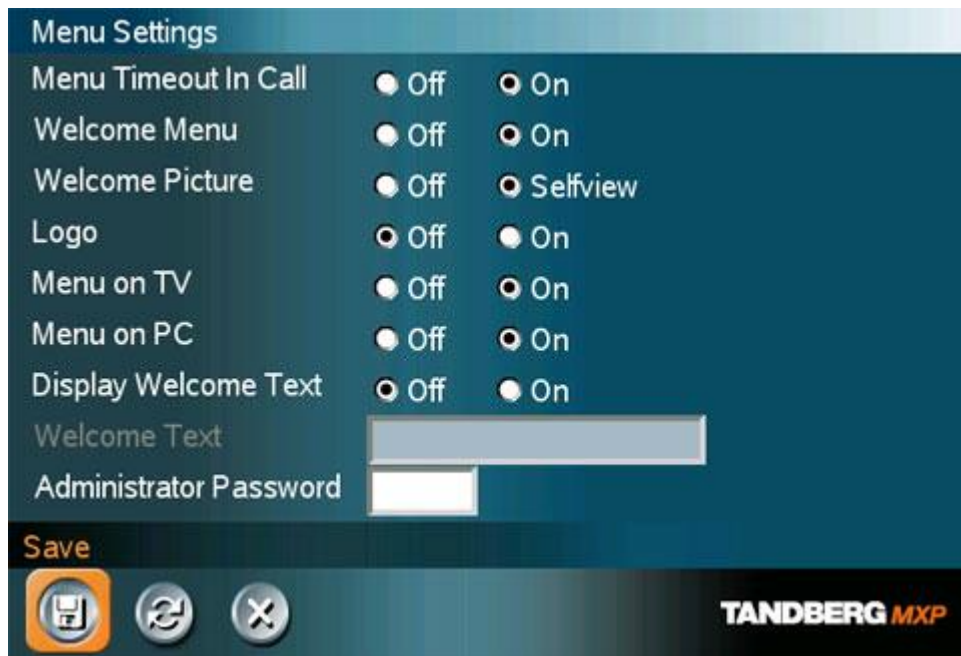 Menu Settings
Menu Timeout In Call Off On
Welcome Menu Off On
Welcome Picture Off Selfview
Logo Off On
Menu on TV Off On
Menu on PC Off On
Display Welcome Text Off On
Welcome Text
Administrator Password
Save
TANDBERG MXP